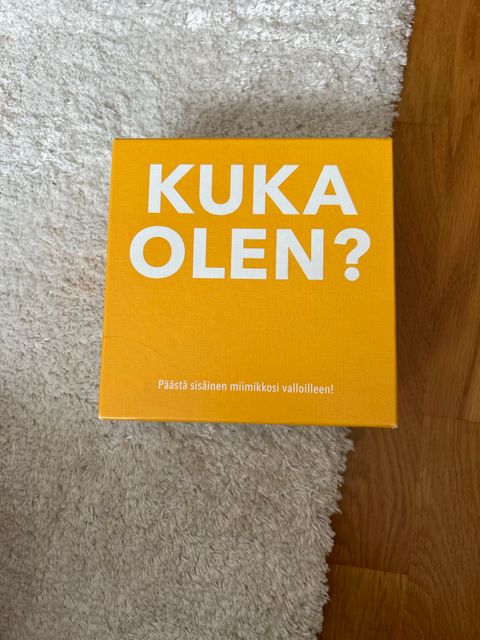 KUKA
OLEN?
Päästä sisäinen miimikkosi valloilleen!